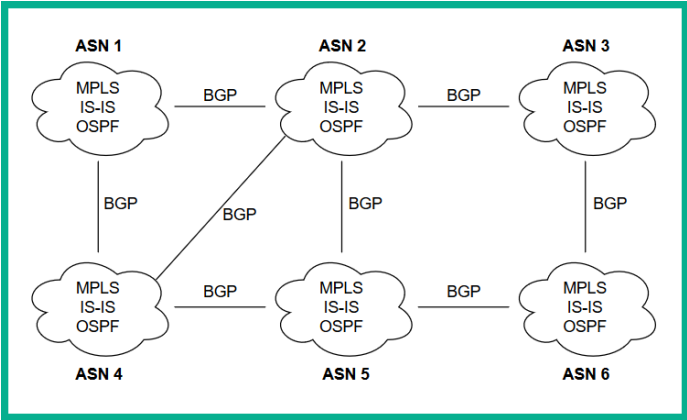 ASN 1
ASN 2
ASN 3
MPLS
IS-IS
OSPF
BGP
MPLS
IS-IS
OSPF
BGP
MPLS
IS-IS
OSPF
BGP
BGP
BGP
BGP
MPLS
IS-IS
OSPF
BGP
MPLS
IS-IS
OSPF
BGP
MPLS
IS-IS
OSPF
ASN 4
ASN 5
ASN 6